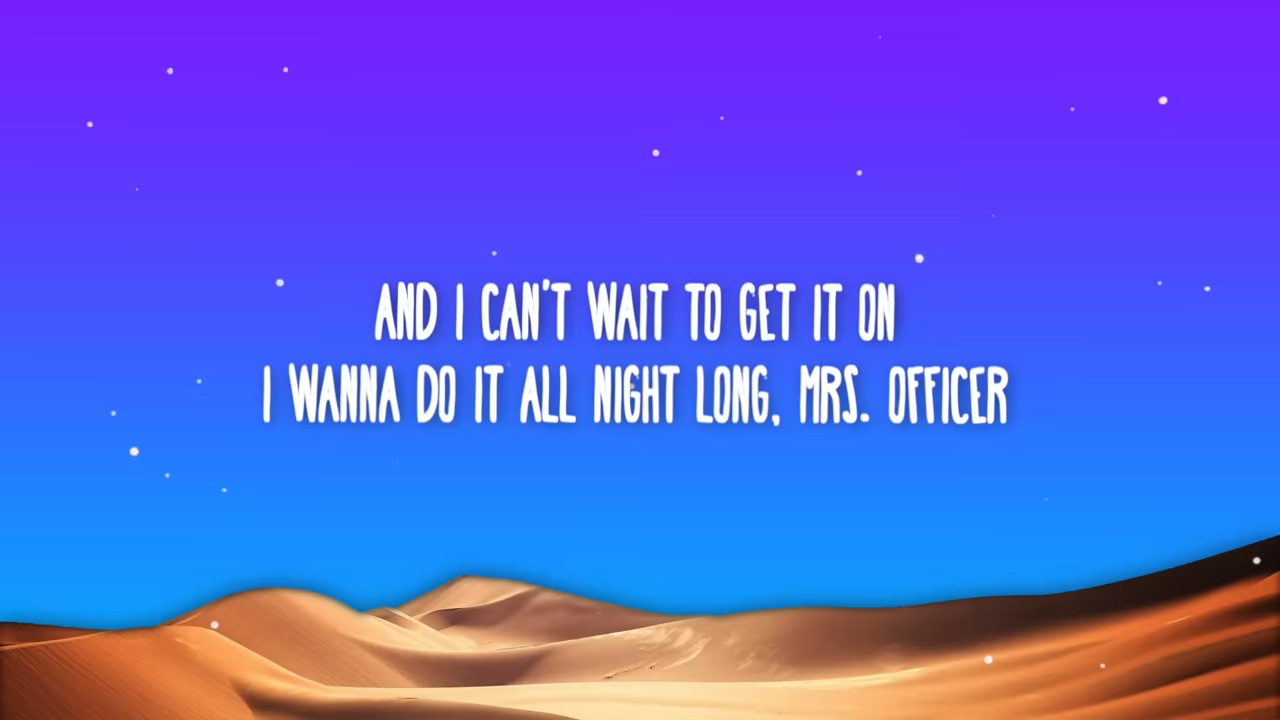 AND I CAN'T WAIT TO GET IT ON
I WANNA DO IT ALL NIGHT LONG, MRS. OFFICER